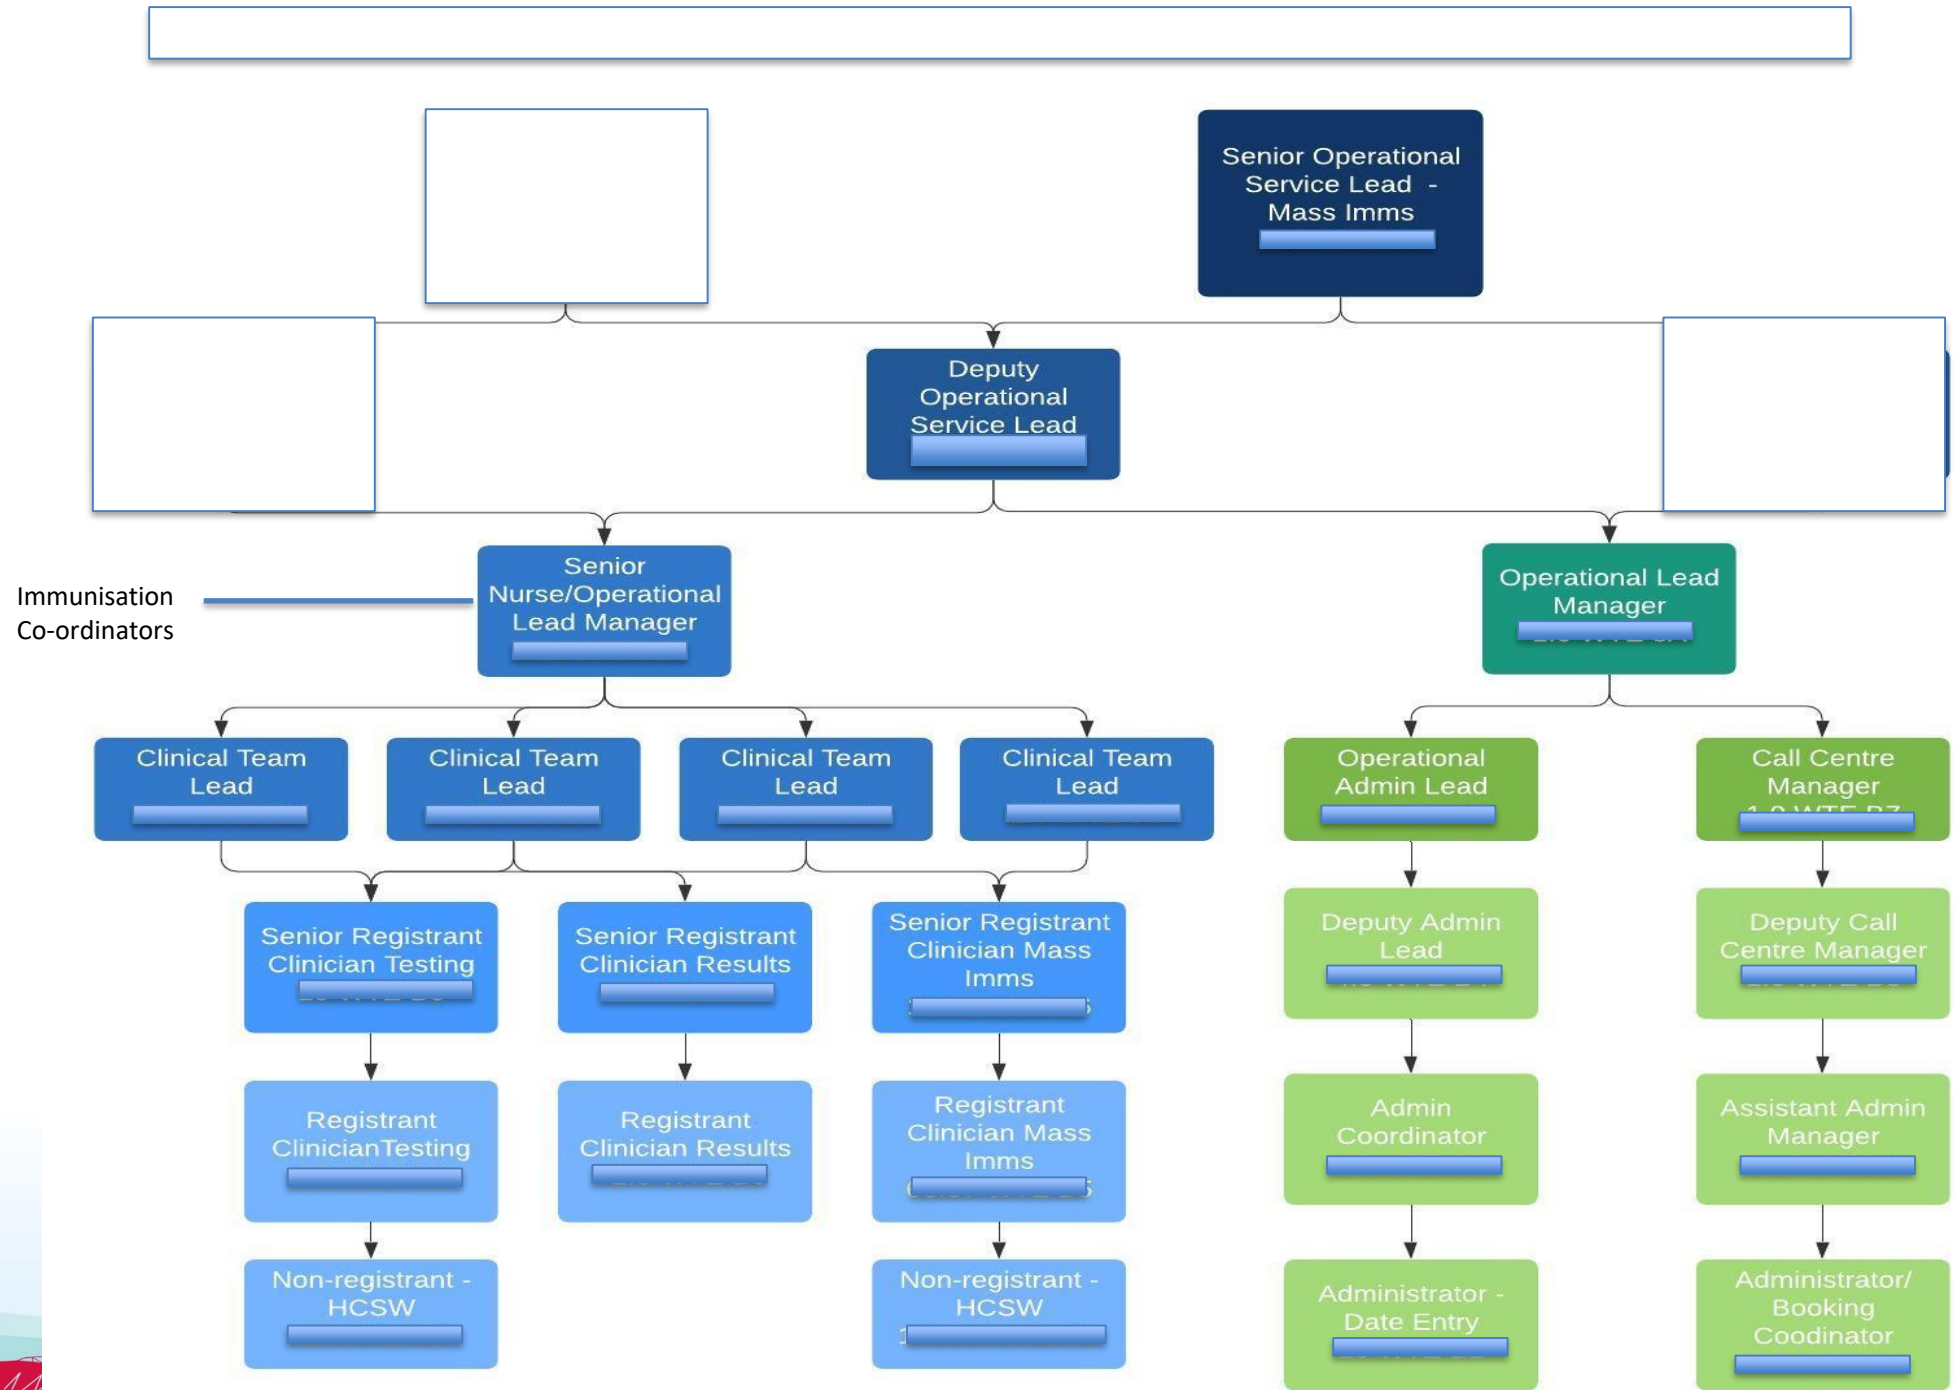 Senior Operational
Service Lead -
Mass Imms
Deputy
Operational
Service Lead
Immunisation
Co-ordinators
Senior
Nurse/Operational
Lead Manager
Operational Lead
Manager
Clinical Team
Lead
Clinical Team
Lead
Clinical Team
Lead
Clinical Team
Lead
Operational
Admin Lead
Call Centre
Manager
Senior Registrant
Clinician Testing
Senior Registrant
Clinician Results
Senior Registrant
Clinician Mass
Imms
Deputy Admin
Lead
Deputy Call
Centre Manager
Registrant
ClinicianTesting
Registrant
Clinician Results
Registrant
Clinician Mass
Imms
Admin
Coordinator
Assistant Admin
Manager
Non-registrant -
HCSW
Non-registrant -
HCSW
Administrator -
Date Entry
Administrator/
Booking
Coodinator